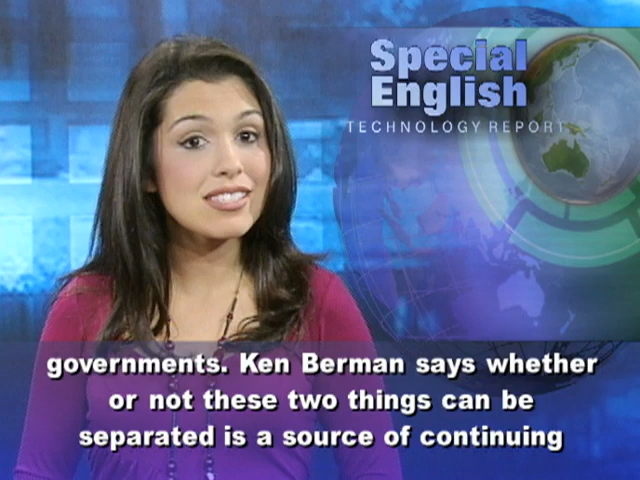 Special
English
TECHNOLOGY REPORT
governments. Ken Berman says whether
or not these two things can be
separated is a source of continuing